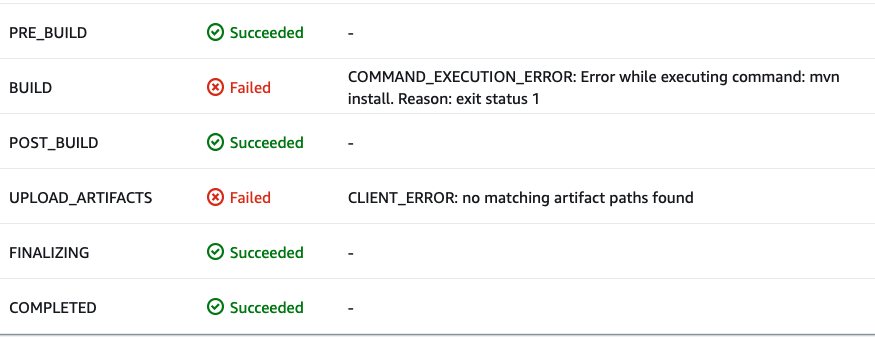 PRE_BUILD Succeeded -
BUILD Failed COMMAND_EXECUTION_ERROR: Error while executing command: mvn
install. Reason: exit status 1
POST_BUILD Succeeded -
UPLOAD_ARTIFACTS Failed CLIENT_ERROR: no matching artifact paths found
FINALIZING Succeeded -
COMPLETED Succeeded -